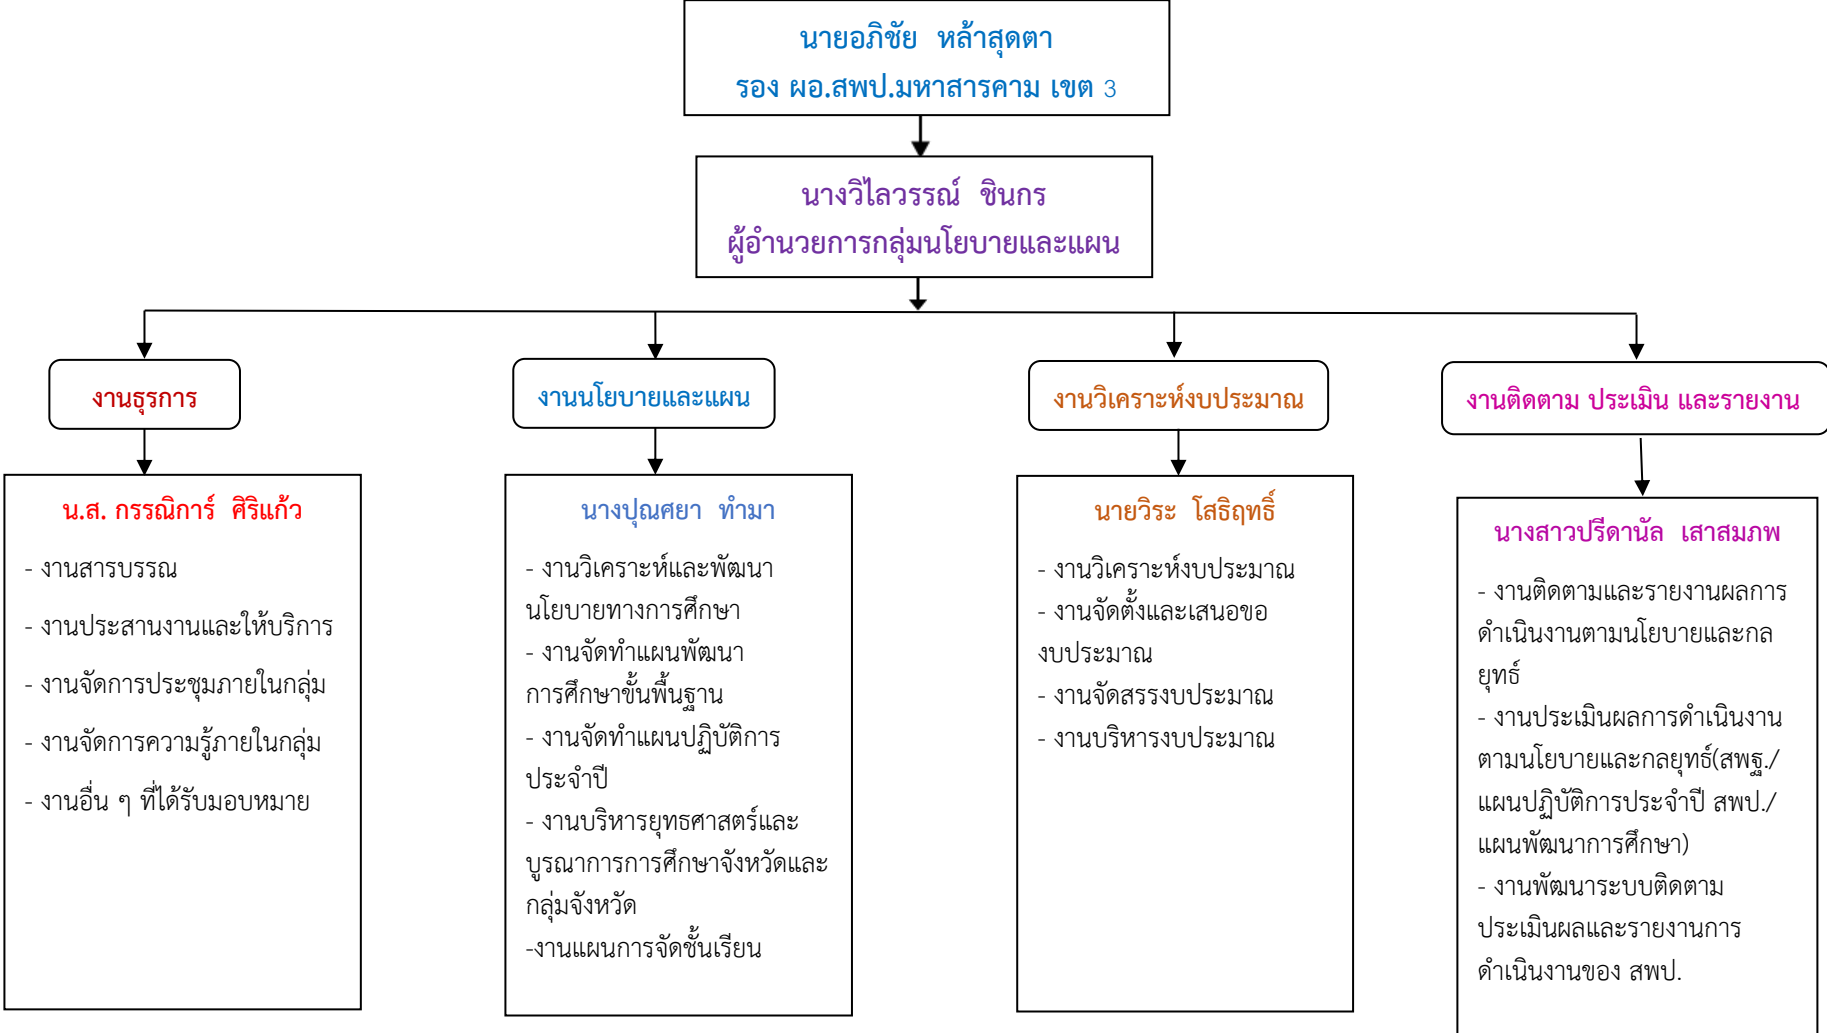 นายอภิชัย หล้าสุดตา
รอง ผอ.สพป.มหาสารคาม เขต 3
นางวิไลวรรณ์ ชินกร
ผู้อำนวยการกลุ่มนโยบายและแผน
งานธุรการ
น.ส. กรรณิการ์ ศิริแก้ว
- งานสารบรรณ
- งานประสานงานและให้บริการ
- งานจัดการประชุมภายในกลุ่ม
- งานจัดการความรู้ภายในกลุ่ม
- งานอื่น ๆ ที่ได้รับมอบหมาย
งานนโยบายและแผน
นางปุณศยา ทำมา
- งานวิเคราะห์และพัฒนา
นโยบายทางการศึกษา
- งานจัดทำแผนพัฒนา
การศึกษาขั้นพื้นฐาน
- งานจัดทำแผนปฏิบัติการ
ประจำปี
- งานบริหารยุทธศาสตร์และ
บูรณาการการศึกษาจังหวัดและ
กลุ่มจังหวัด
-งานแผนการจัดชั้นเรียน
งานวิเคราะห์งบประมาณ
นายวิระ โสธิฤทธิ์
- งานวิเคราะห์งบประมาณ
- งานจัดตั้งและเสนอขอ
งบประมาณ
- งานจัดสรรงบประมาณ
- งานบริหารงบประมาณ
งานติดตาม ประเมิน และรายงาน
นางสาวปรีดานัล เสาสมภพ
- งานติดตามและรายงานผลการ
ดำเนินงานตามนโยบายและกล
ยุทธ์
- งานประเมินผลการดำเนินงาน
ตามนโยบายและกลยุทธ์(สพฐ./
แผนปฏิบัติการประจำปี สพป./
แผนพัฒนาการศึกษา)
- งานพัฒนาระบบติดตาม
ประเมินผลและรายงานการ
ดำเนินงานของ สพป.